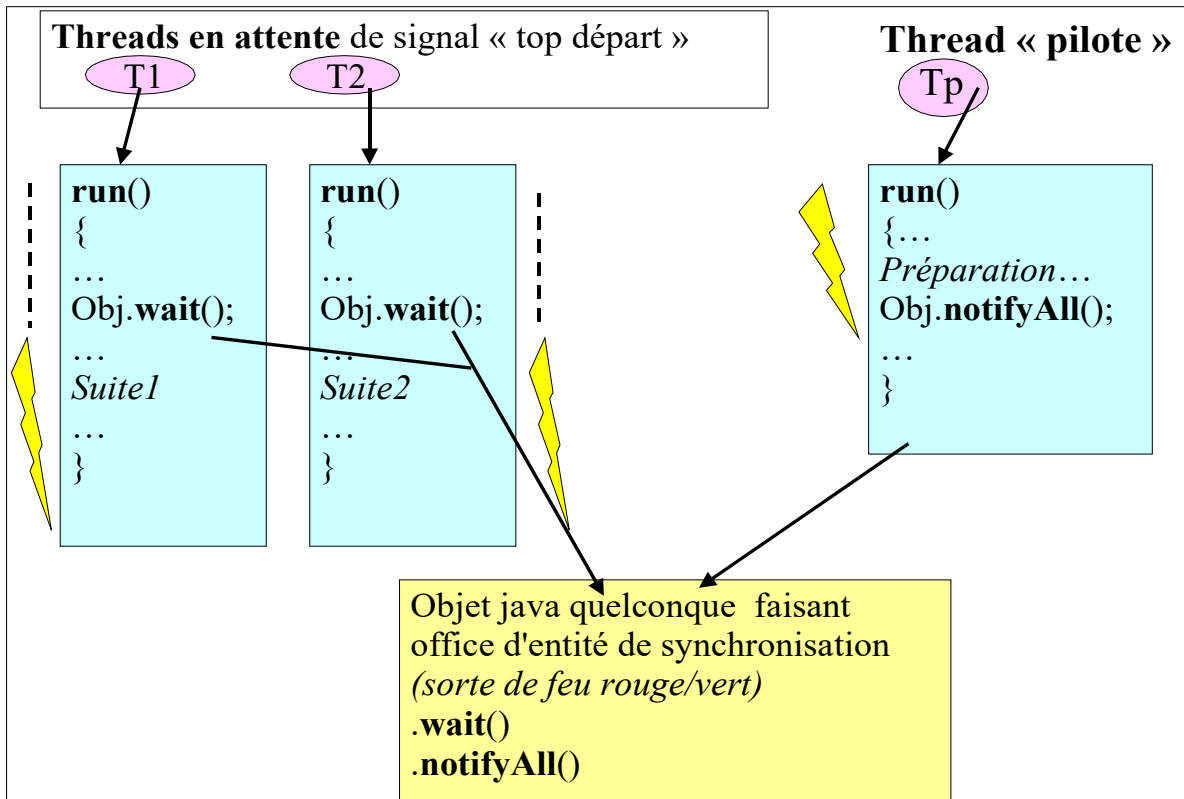 Threads en attente de signal « top départ »
T1
T2
Thread « pilote »
Tp
run()
{
…
Obj.wait();
…
Suite1
…
}
run()
{
…
Obj.wait();
…
Suite2
…
}
run()
{…
Préparation…
Obj.notifyAll();
…
}
Objet java quelconque faisant
office d'entité de synchronisation
(sorte de feu rouge/vert)
.wait()
.notifyAll()